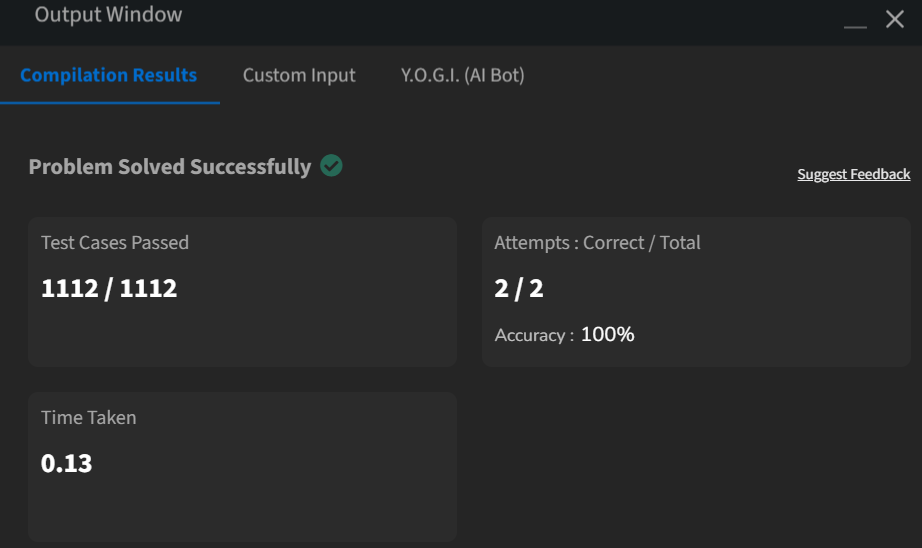 Output Window
Compilation Results Custom Input Y.O.G.I. (AI Bot)
Problem Solved Successfully
Suggest Feedback
Test Cases Passed
1112 / 1112
Attempts : Correct / Total
2 / 2
Accuracy : 100%
Time Taken
0.13